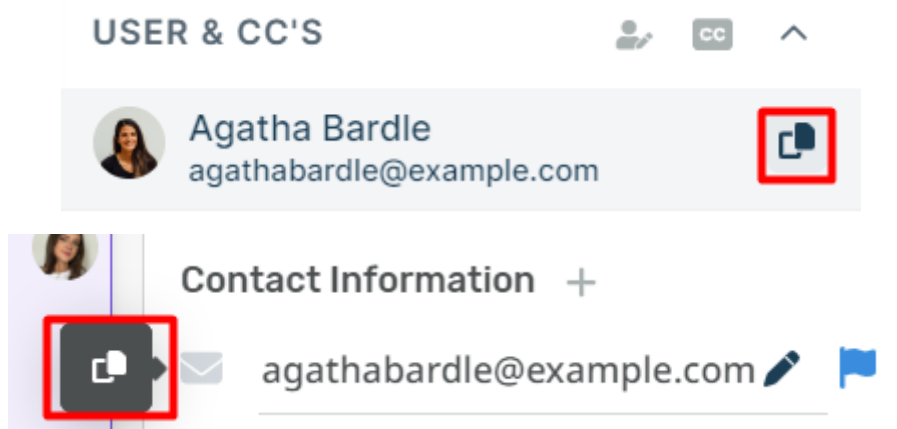 USER & CC'S
CC
Agatha Bardle
agathabardle@example.com
Contact Information
agathabardle@example.com